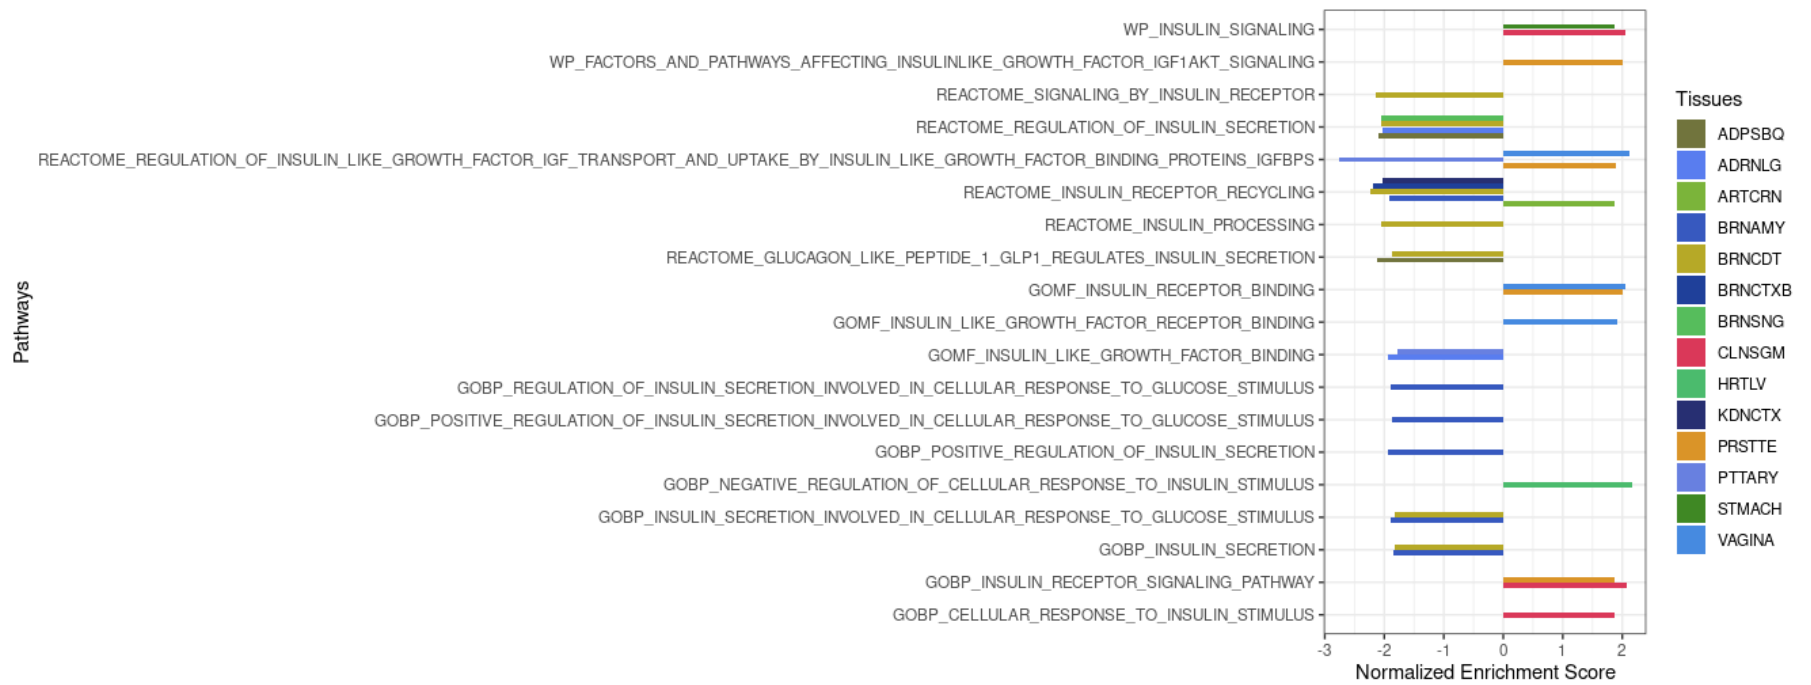 WP_INSULIN_SIGNALING
WP_FACTORS_AND_PATHWAYS_AFFECTING_INSULINLIKE_GROWTH_FACTOR_IGF1AKT_SIGNALING
REACTOME_SIGNALING_BY_INSULIN_RECEPTOR
REACTOME_REGULATION_OF_INSULIN_SECRETION
REACTOME_REGULATION_OF_INSULIN_LIKE_GROWTH_FACTOR_IGF_TRANSPORT_AND_UPTAKE_BY_INSULIN_LIKE_GROWTH_FACTOR_BINDING_PROTEINS_IGFBPS
REACTOME_INSULIN_RECEPTOR_RECYCLING
REACTOME_INSULIN_PROCESSING
REACTOME_GLUCAGON_LIKE_PEPTIDE_1_GLP1_REGULATES_INSULIN_SECRETION
GOMF_INSULIN_RECEPTOR_BINDING
GOMF_INSULIN_LIKE_GROWTH_FACTOR_RECEPTOR_BINDING
GOMF_INSULIN_LIKE_GROWTH_FACTOR_BINDING
GOBP_REGULATION_OF_INSULIN_SECRETION_INVOLVED_IN_CELLULAR_RESPONSE_TO_GLUCOSE_STIMULUS
GOBP_POSITIVE_REGULATION_OF_INSULIN_SECRETION_INVOLVED_IN_CELLULAR_RESPONSE_TO_GLUCOSE_STIMULUS
GOBP_POSITIVE_REGULATION_OF_INSULIN_SECRETION
GOBP_NEGATIVE_REGULATION_OF_CELLULAR_RESPONSE_TO_INSULIN_STIMULUS
GOBP_INSULIN_SECRETION_INVOLVED_IN_CELLULAR_RESPONSE_TO_GLUCOSE_STIMULUS
GOBP_INSULIN_SECRETION
GOBP_INSULIN_RECEPTOR_SIGNALING_PATHWAY
GOBP_CELLULAR_RESPONSE_TO_INSULIN_STIMULUS
Pathways
-3 -2 -1 0 1 2
Normalized Enrichment Score
Tissues
ADPSBQ
ADRNLG
ARTCRN
BRNAMY
BRNCDT
BRNCTXB
BRNSNG
CLNSGM
HRTLV
KDNCTX
PRSTTE
PTTARY
STMACH
VAGINA